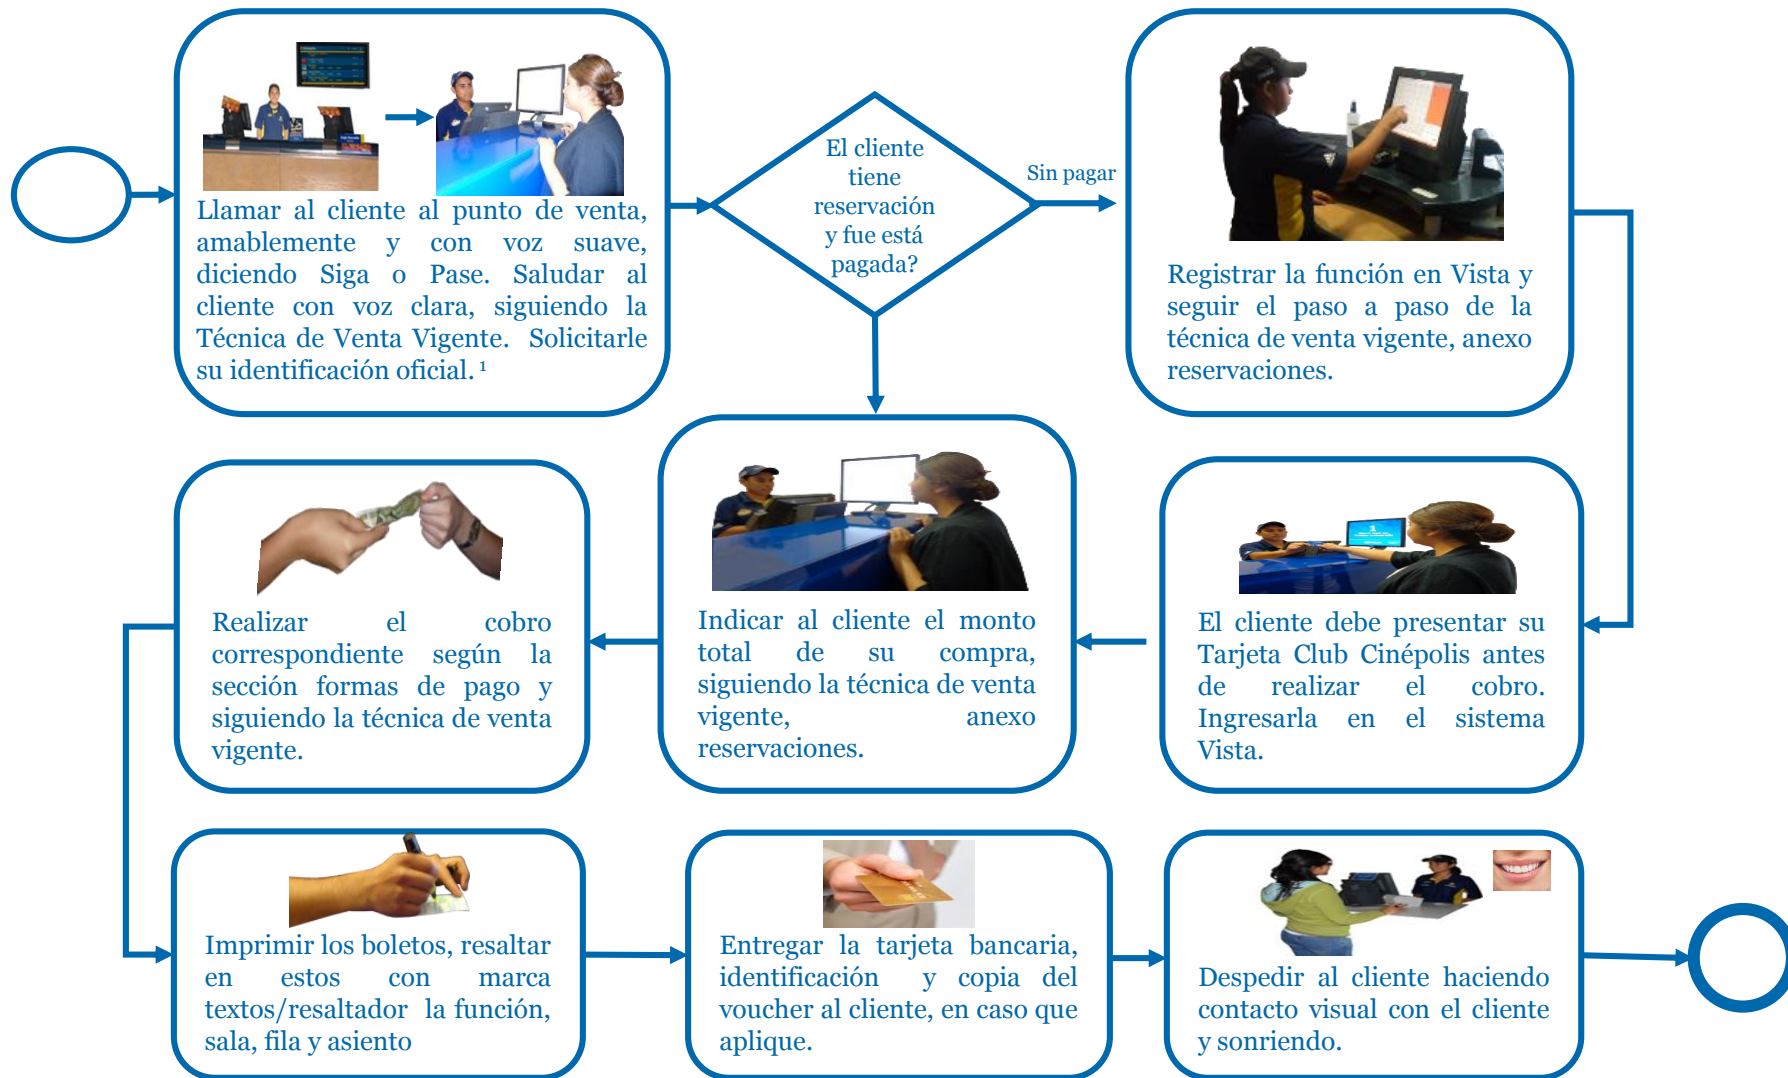 Llamar al cliente al punto de venta,
amablemente y con voz suave,
diciendo Siga o Pase. Saludar al
cliente con voz clara, siguiendo la
Técnica de Venta Vigente. Solicitarle
su identificación oficial. ¹
El cliente
tiene
reservación
y fue está
pagada?
Sin pagar
Registrar la función en Vista y
seguir el paso a paso de la
técnica de venta vigente, anexo
reservaciones.
El cliente debe presentar su
Tarjeta Club Cinépolis antes
de realizar el cobro.
Ingresarla en el sistema
Vista.
Indicar al cliente el monto
total de su compra,
siguiendo la técnica de venta
vigente, anexo
reservaciones.
Realizar el cobro
correspondiente según la
sección formas de pago y
siguiendo la técnica de venta
vigente.
Imprimir los boletos, resaltar
en estos con marca
textos/resaltador la función,
sala, fila y asiento
Entregar la tarjeta bancaria,
identificación y copia del
voucher al cliente, en caso que
aplique.
Despedir al cliente haciendo
contacto visual con el cliente
y sonriendo.